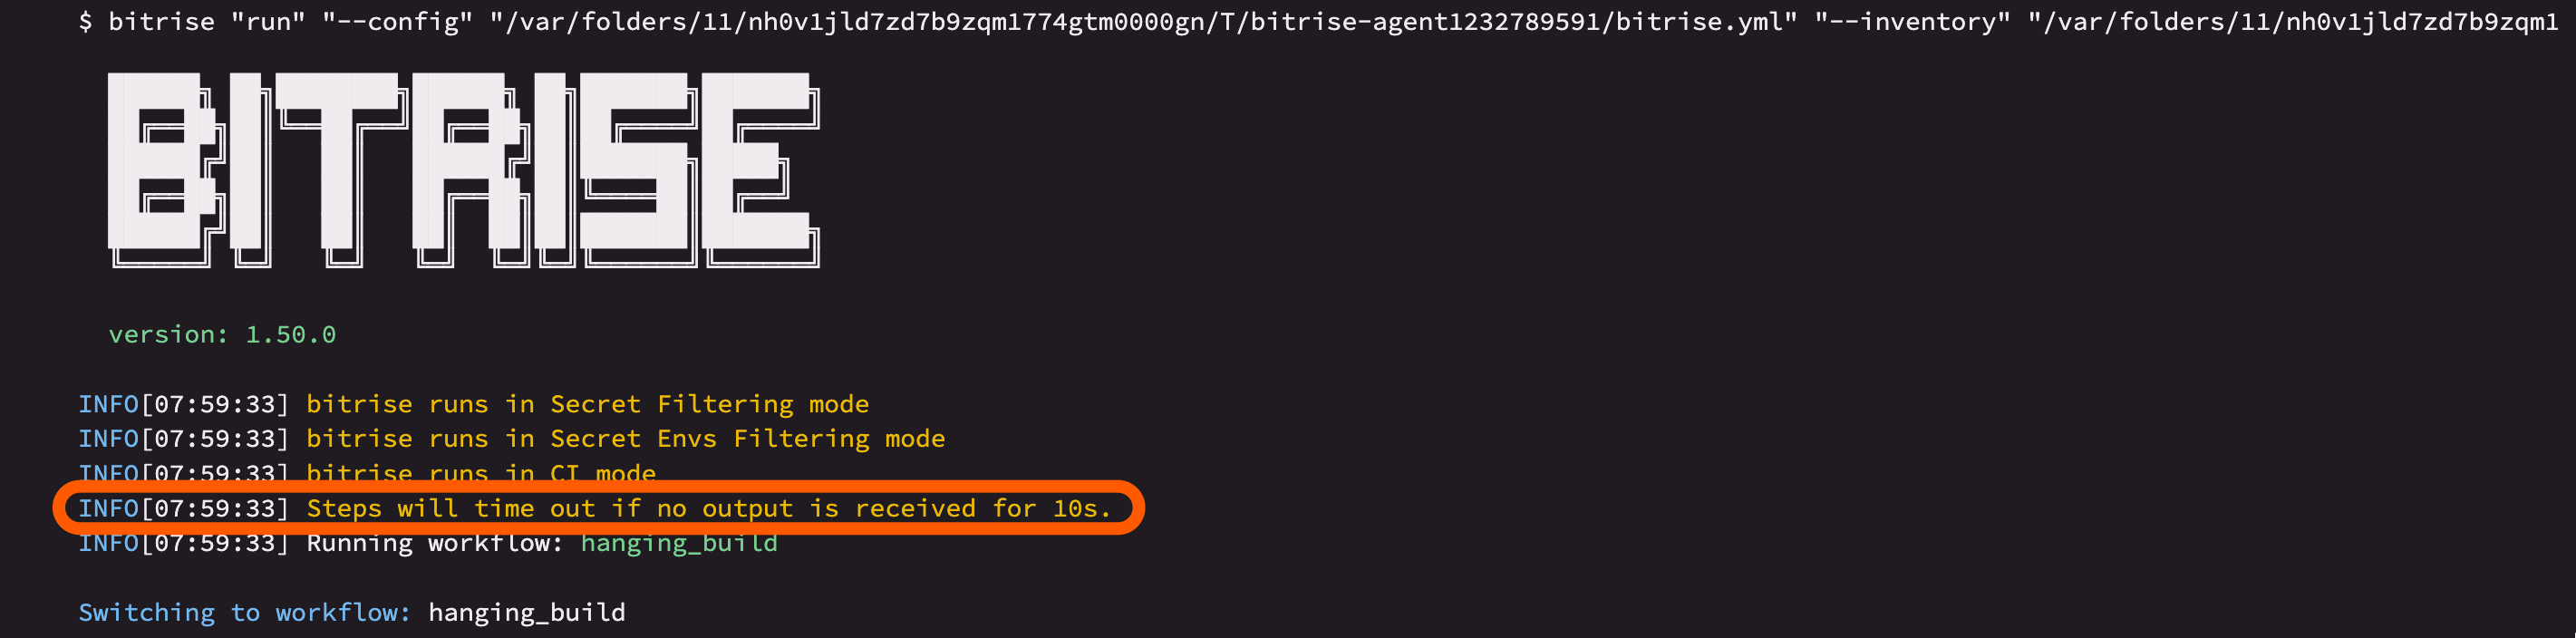 $ bitrise "run" "--config" "/var/folders/11/nh0v1jld7zd7b9zqm1774gtm0000gn/T/bitrise-agent1232789591/bitrise.yml" "--inventory" "/var/folders/11/nh0v1jld7zd7b9zqm1
BITRISE
version: 1.50.0
INFO[07:59:33] bitrise runs in Secret Filtering mode
INFO[07:59:33] bitrise runs in Secret Envs Filtering mode
INFO[07:59:33] bitrise runs in CI mode
INFO[07:59:33] Steps will time out if no output is received for 10s.
INFO[07:59:33] Running workflow: hanging_build
Switching to workflow: hanging_build